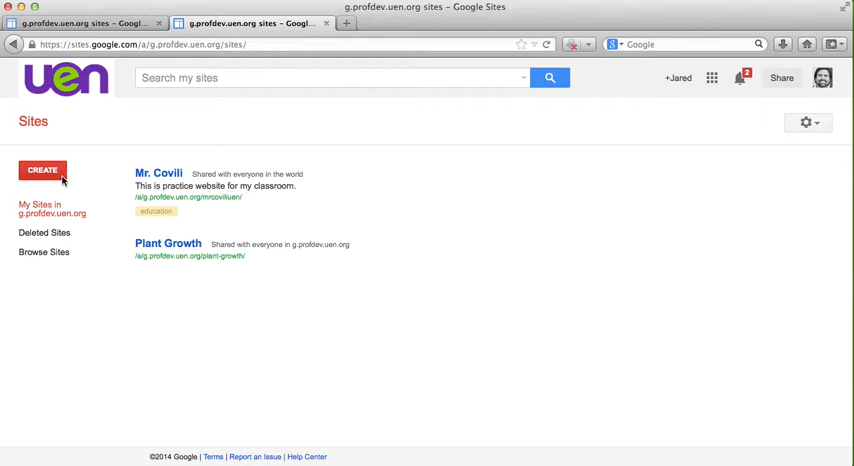 g.profdev.uen.org sites - Google Sites
g.profdev.uen.org sites – Googl...
g.profdev.uen.org sites – Googl...
https://sites.google.com/a/g.profdev.uen.org/sites/
Google
uen
Search my sites
+Jared
2
Share
Sites
CREATE
My Sites in
g.profdev.uen.org
Deleted Sites
Browse Sites
Mr. Covili Shared with everyone in the world
This is practice website for my classroom.
/a/g.profdev.uen.org/mrcoviliuen/
education
Plant Growth Shared with everyone in g.profdev.uen.org
/a/g.profdev.uen.org/plant-growth/
©2014 Google | Terms | Report an Issue | Help Center